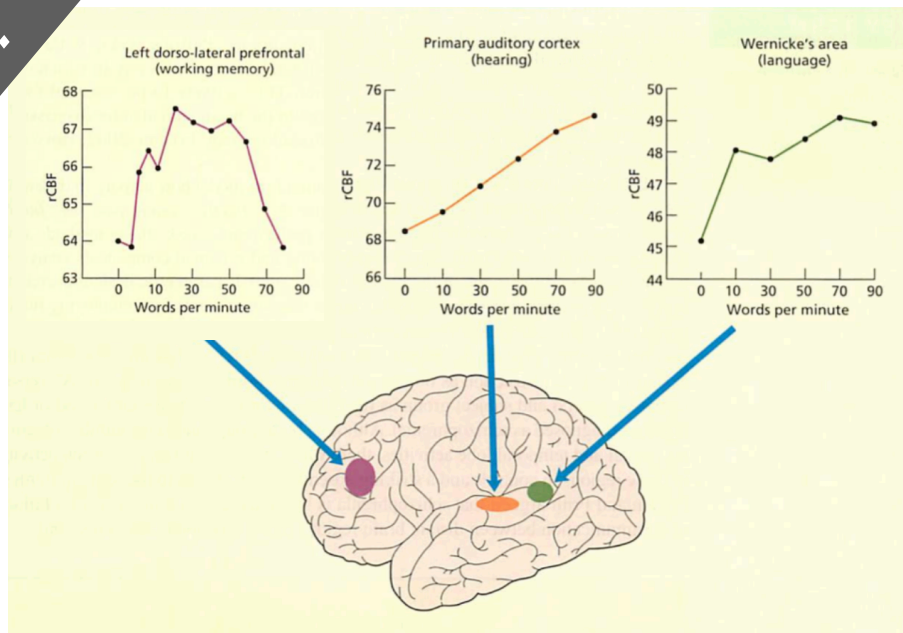 Left dorso-lateral prefrontal
(working memory)
68
67
66
65
64
63
rCBF
0 10 30 50 70 90
Words per minute
Primary auditory cortex
(hearing)
76
74
72
70
68
66
rCBF
0 10 30 50 70 90
Words per minute
Wernicke's area
(language)
50
49
48
47
46
45
44
rCBF
0 10 30 50 70 90
Words per minute